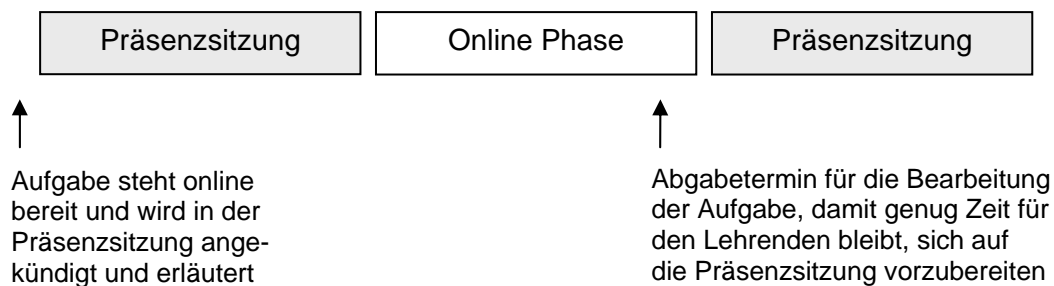 Präsenzsitzung
Online Phase
Präsenzsitzung
Aufgabe steht online
bereit und wird in der
Präsenzsitzung ange-
kündigt und erläutert
Abgabetermin für die Bearbeitung
der Aufgabe, damit genug Zeit für
den Lehrenden bleibt, sich auf
die Präsenzsitzung vorzubereiten